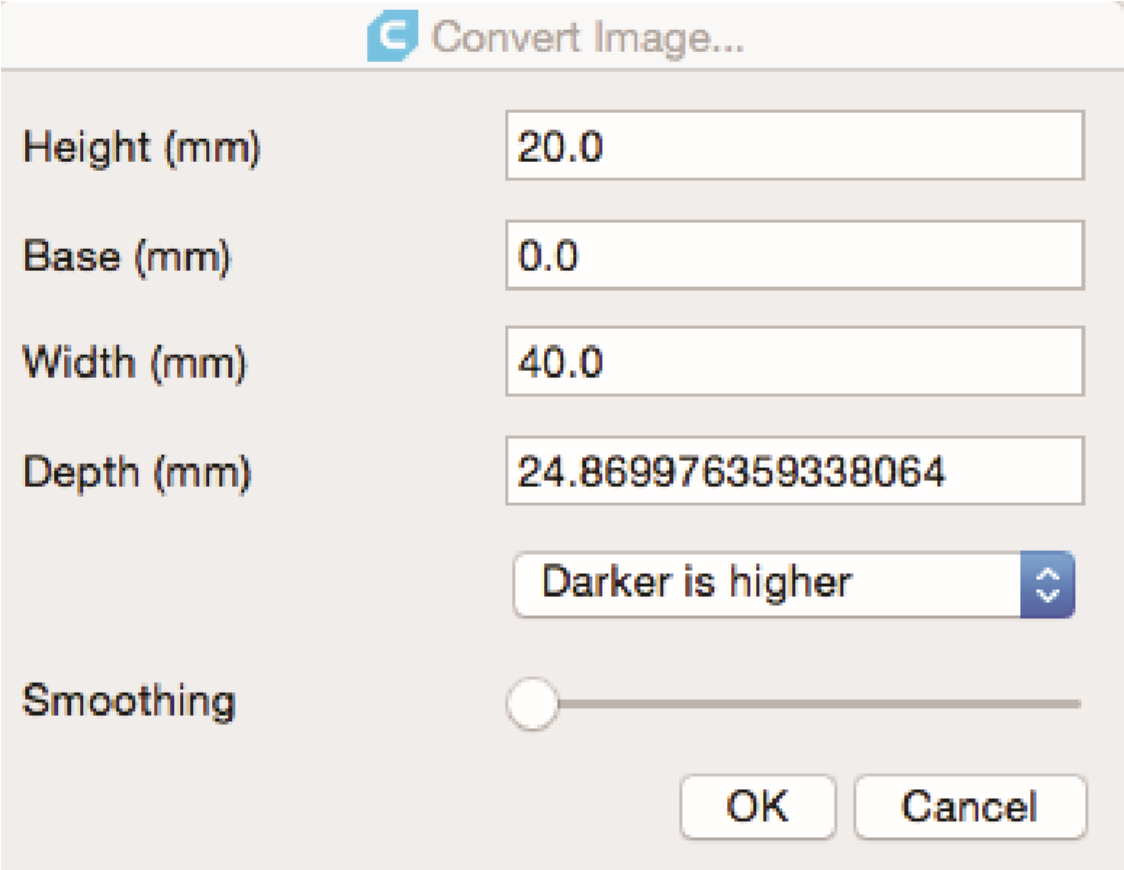 Convert Image...
Height (mm) 20.0
Base (mm) 0.0
Width (mm) 40.0
Depth (mm) 24.869976359338064
Darker is higher
Smoothing
OK Cancel